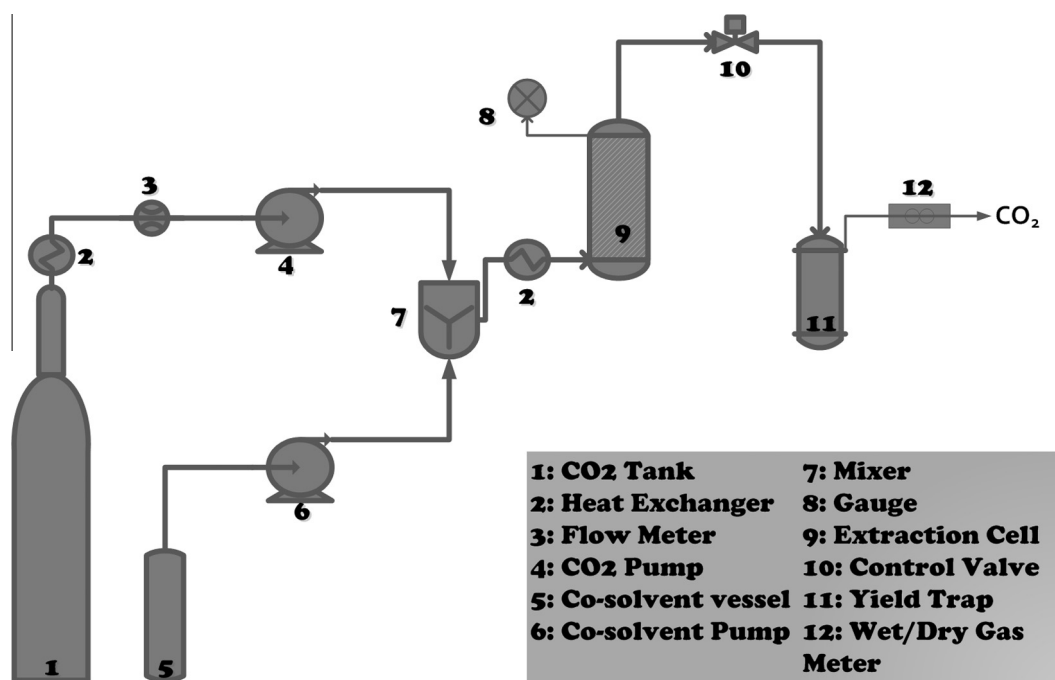 10
8
12
3
CO₂
9
2
4
2
7
11
6
1
5
1: CO2 Tank
2: Heat Exchanger
3: Flow Meter
4: CO2 Pump
5: Co-solvent vessel
6: Co-solvent Pump
7: Mixer
8: Gauge
9: Extraction Cell
10: Control Valve
11: Yield Trap
12: Wet/Dry Gas
Meter